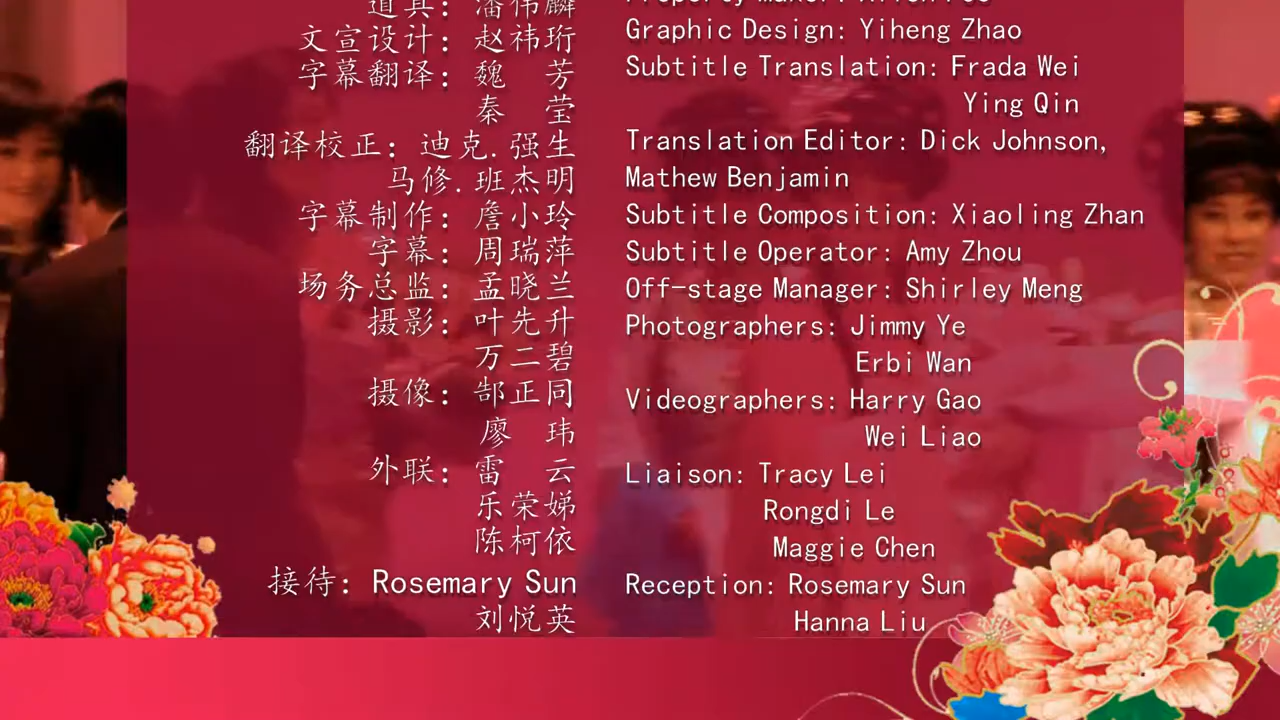 文宣设计：赵祎珩 Graphic Design: Yiheng Zhao
字幕翻译：魏 芳 Subtitle Translation: Frada Wei
秦 莹 Ying Qin
翻译校正：迪克.强生 Translation Editor: Dick Johnson,
马修.班杰明 Mathew Benjamin
字幕制作：詹小玲 Subtitle Composition: Xiaoling Zhan
字幕：周瑞萍 Subtitle Operator: Amy Zhou
场务总监：孟晓兰 Off-stage Manager: Shirley Meng
摄影：叶先升 Photographers: Jimmy Ye
万二碧 Erbi Wan
摄像：郜正同 Videographers: Harry Gao
廖 玮 Wei Liao
外联：雷 云 Liaison: Tracy Lei
乐荣娣 Rongdi Le
陈柯依 Maggie Chen
接待：Rosemary Sun Reception: Rosemary Sun
刘悦英 Hanna Liu